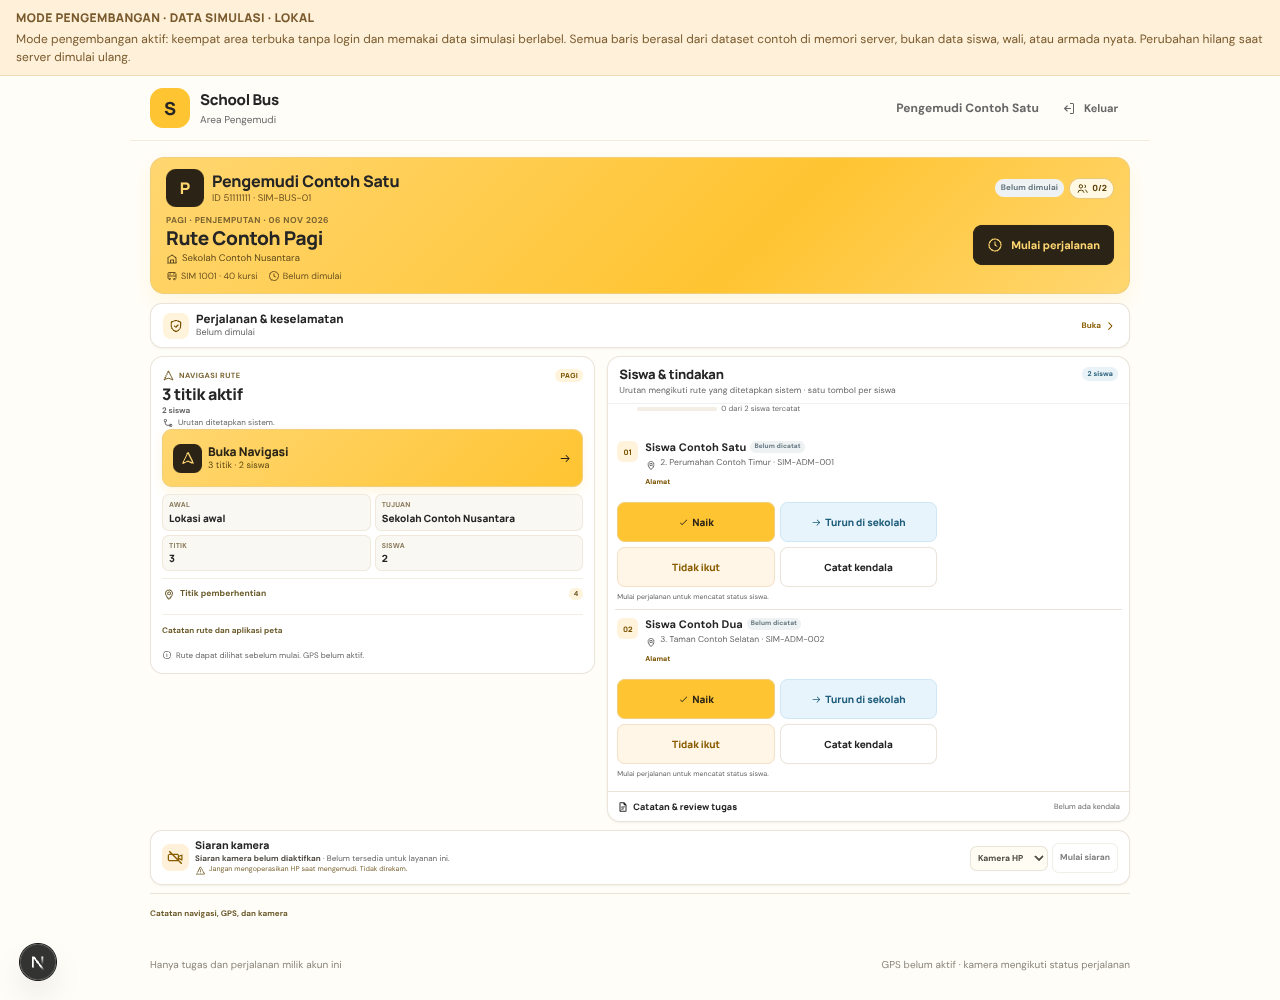 MODE PENGEMBANGAN · DATA SIMULASI · LOKAL
Mode pengembangan aktif: keempat area terbuka tanpa login dan memakai data simulasi berlabel. Semua baris berasal dari dataset contoh di memori server, bukan data siswa, wali, atau armada nyata. Perubahan hilang saat
server dimulai ulang.
S
School Bus
Area Pengemudi
Pengemudi Contoh Satu
Keluar
P
Pengemudi Contoh Satu
ID 51111111 · SIM-BUS-01
Belum dimulai
0/2
PAGI · PENJEMPUTAN · 06 NOV 2026
Rute Contoh Pagi
Sekolah Contoh Nusantara
SIM 1001 · 40 kursi
Belum dimulai
Mulai perjalanan
Perjalanan & keselamatan
Belum dimulai
Buka
NAVIGASI RUTE
PAGI
3 titik aktif
2 siswa
Urutan ditetapkan sistem.
Buka Navigasi
3 titik · 2 siswa
AWAL
Lokasi awal
TUJUAN
Sekolah Contoh Nusantara
TITIK
3
SISWA
2
Titik pemberhentian
4
Catatan rute dan aplikasi peta
Rute dapat dilihat sebelum mulai. GPS belum aktif.
Siswa & tindakan
Urutan mengikuti rute yang ditetapkan sistem · satu tombol per siswa
2 siswa
0 dari 2 siswa tercatat
01
Siswa Contoh Satu
Belum dicatat
2. Perumahan Contoh Timur · SIM-ADM-001
Alamat
Naik
Turun di sekolah
Tidak ikut
Catat kendala
Mulai perjalanan untuk mencatat status siswa.
02
Siswa Contoh Dua
Belum dicatat
3. Taman Contoh Selatan · SIM-ADM-002
Alamat
Naik
Turun di sekolah
Tidak ikut
Catat kendala
Mulai perjalanan untuk mencatat status siswa.
Catatan & review tugas
Belum ada kendala
Siaran kamera
Siaran kamera belum diaktifkan · Belum tersedia untuk layanan ini.
Jangan mengoperasikan HP saat mengemudi. Tidak direkam.
Kamera HP
Mulai siaran
Catatan navigasi, GPS, dan kamera
N
Hanya tugas dan perjalanan milik akun ini
GPS belum aktif · kamera mengikuti status perjalanan